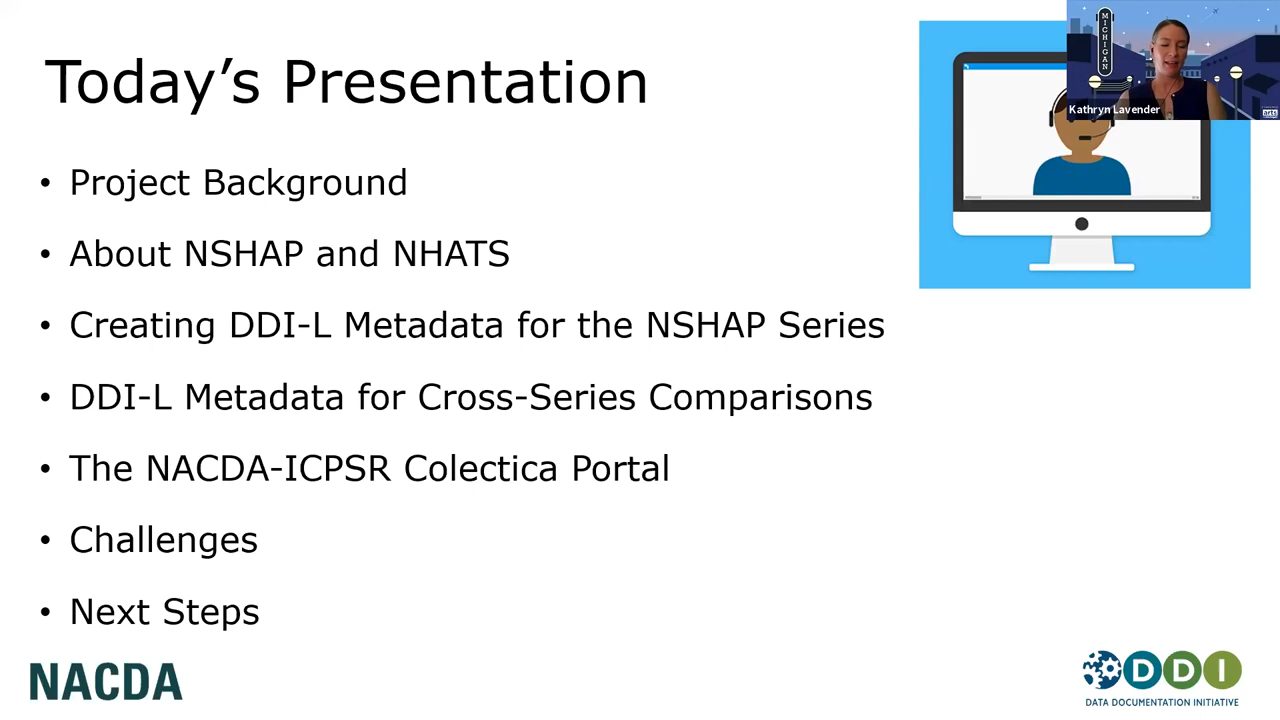 Today’s Presentation
MICHIGAN
Kathryn Lavender
arts
• Project Background
• About NSHAP and NHATS
• Creating DDI-L Metadata for the NSHAP Series
• DDI-L Metadata for Cross-Series Comparisons
• The NACDA-ICPSR Colectica Portal
• Challenges
• Next Steps
NACDA
DDI
DATA DOCUMENTATION INITIATIVE